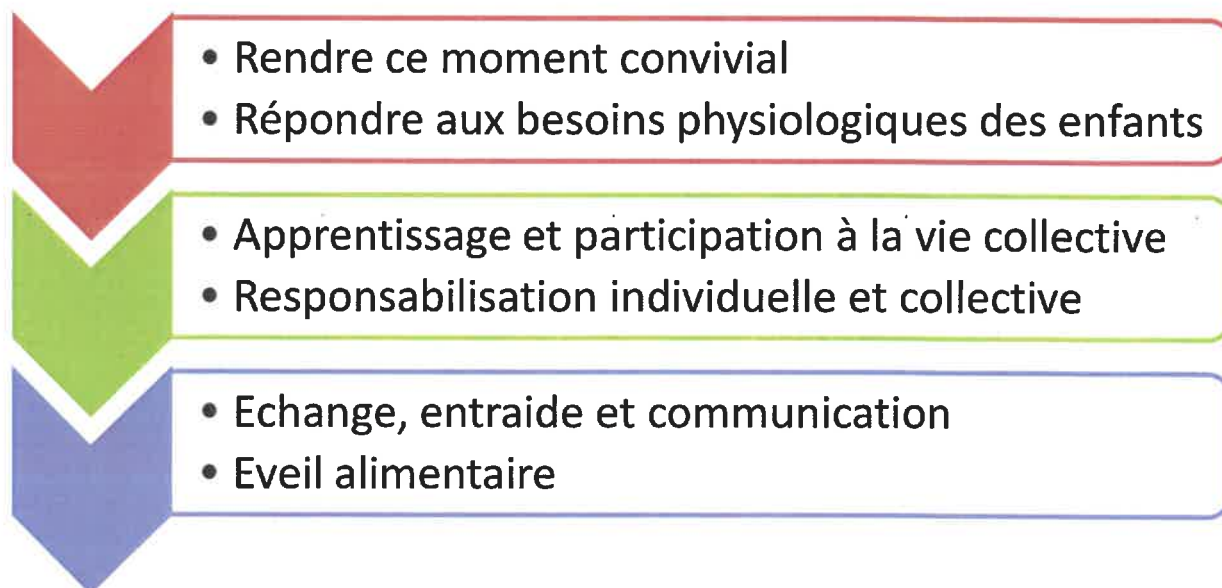 • Rendre ce moment convivial
• Répondre aux besoins physiologiques des enfants
• Apprentissage et participation à la vie collective
• Responsabilisation individuelle et collective
• Echange, entraide et communication
• Eveil alimentaire